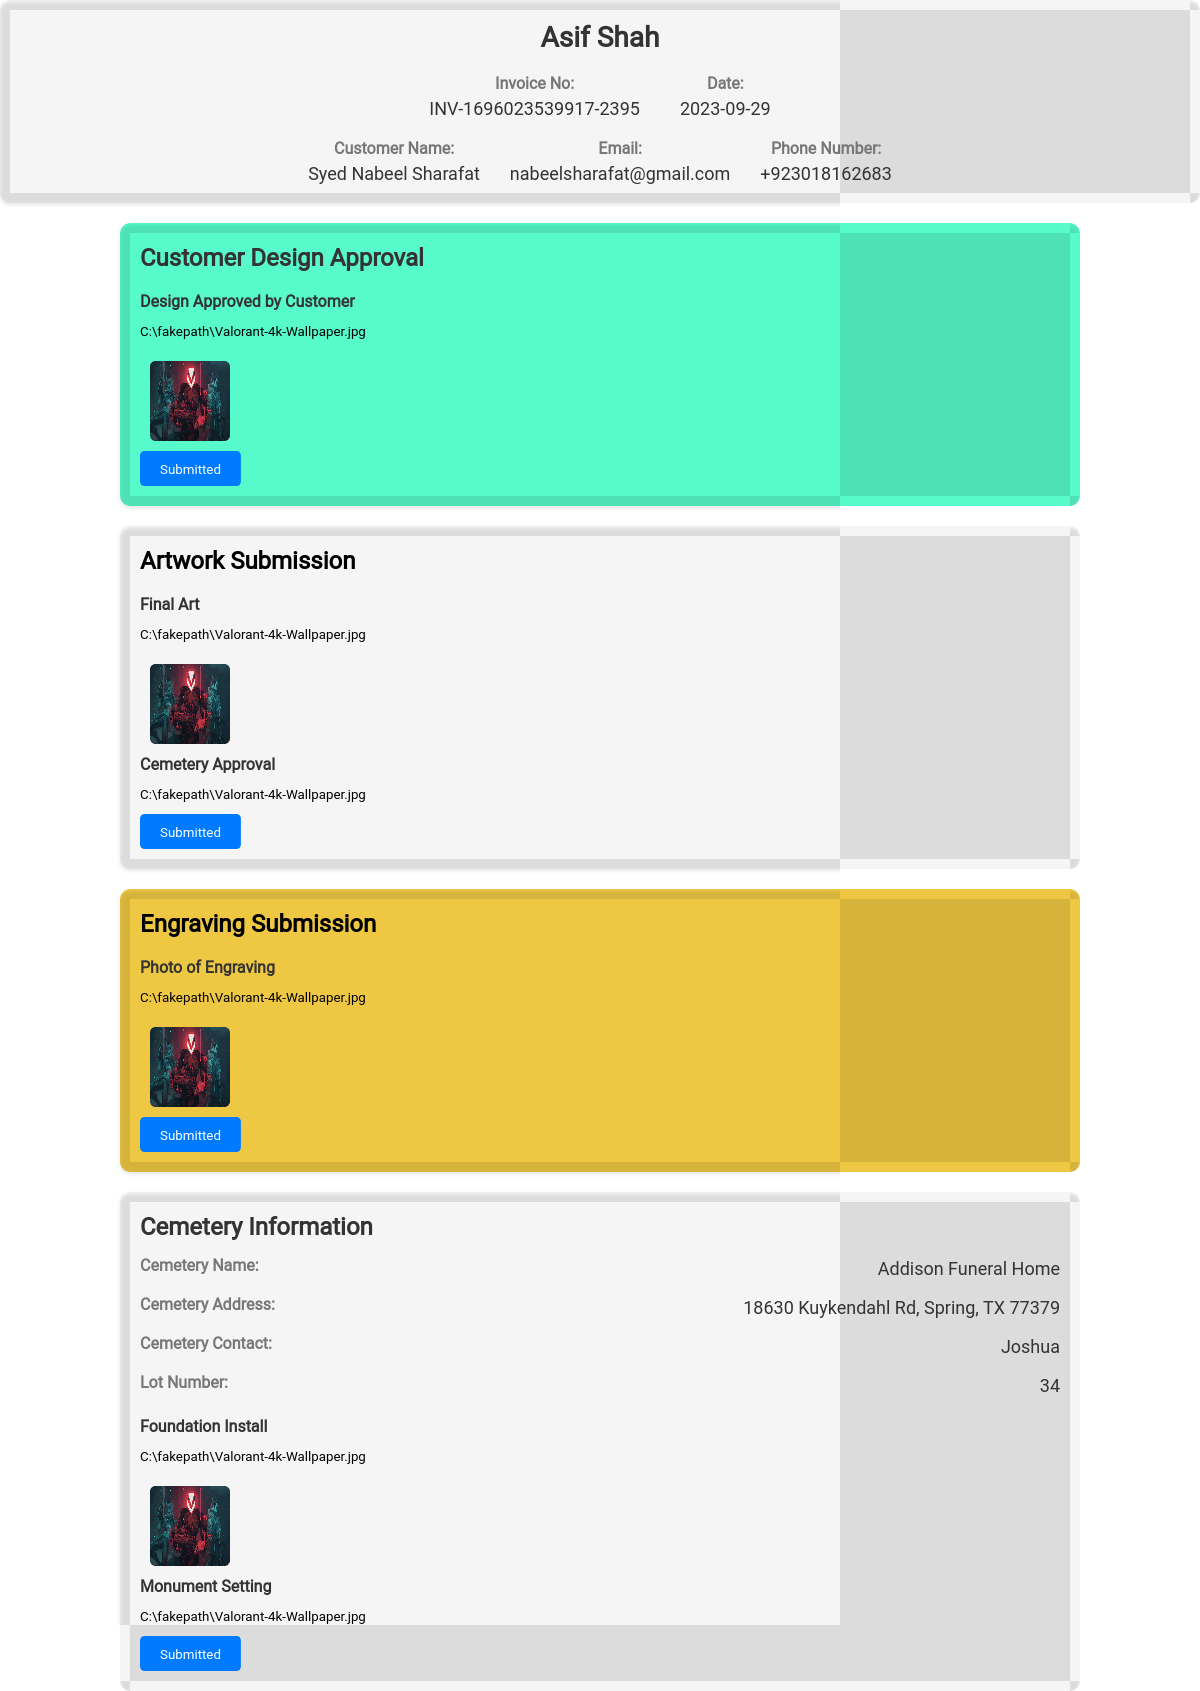 Asif Shah
Invoice No: Date:
INV-1696023539917-2395 2023-09-29
Customer Name: Email: Phone Number:
Syed Nabeel Sharafat nabeelsharafat@gmail.com +923018162683
Customer Design Approval
Design Approved by Customer
C:\fakepath\Valorant-4k-Wallpaper.jpg
Submitted
Artwork Submission
Final Art
C:\fakepath\Valorant-4k-Wallpaper.jpg
Cemetery Approval
C:\fakepath\Valorant-4k-Wallpaper.jpg
Submitted
Engraving Submission
Photo of Engraving
C:\fakepath\Valorant-4k-Wallpaper.jpg
Submitted
Cemetery Information
Cemetery Name: Addison Funeral Home
Cemetery Address: 18630 Kuykendahl Rd, Spring, TX 77379
Cemetery Contact: Joshua
Lot Number: 34
Foundation Install
C:\fakepath\Valorant-4k-Wallpaper.jpg
Monument Setting
C:\fakepath\Valorant-4k-Wallpaper.jpg
Submitted